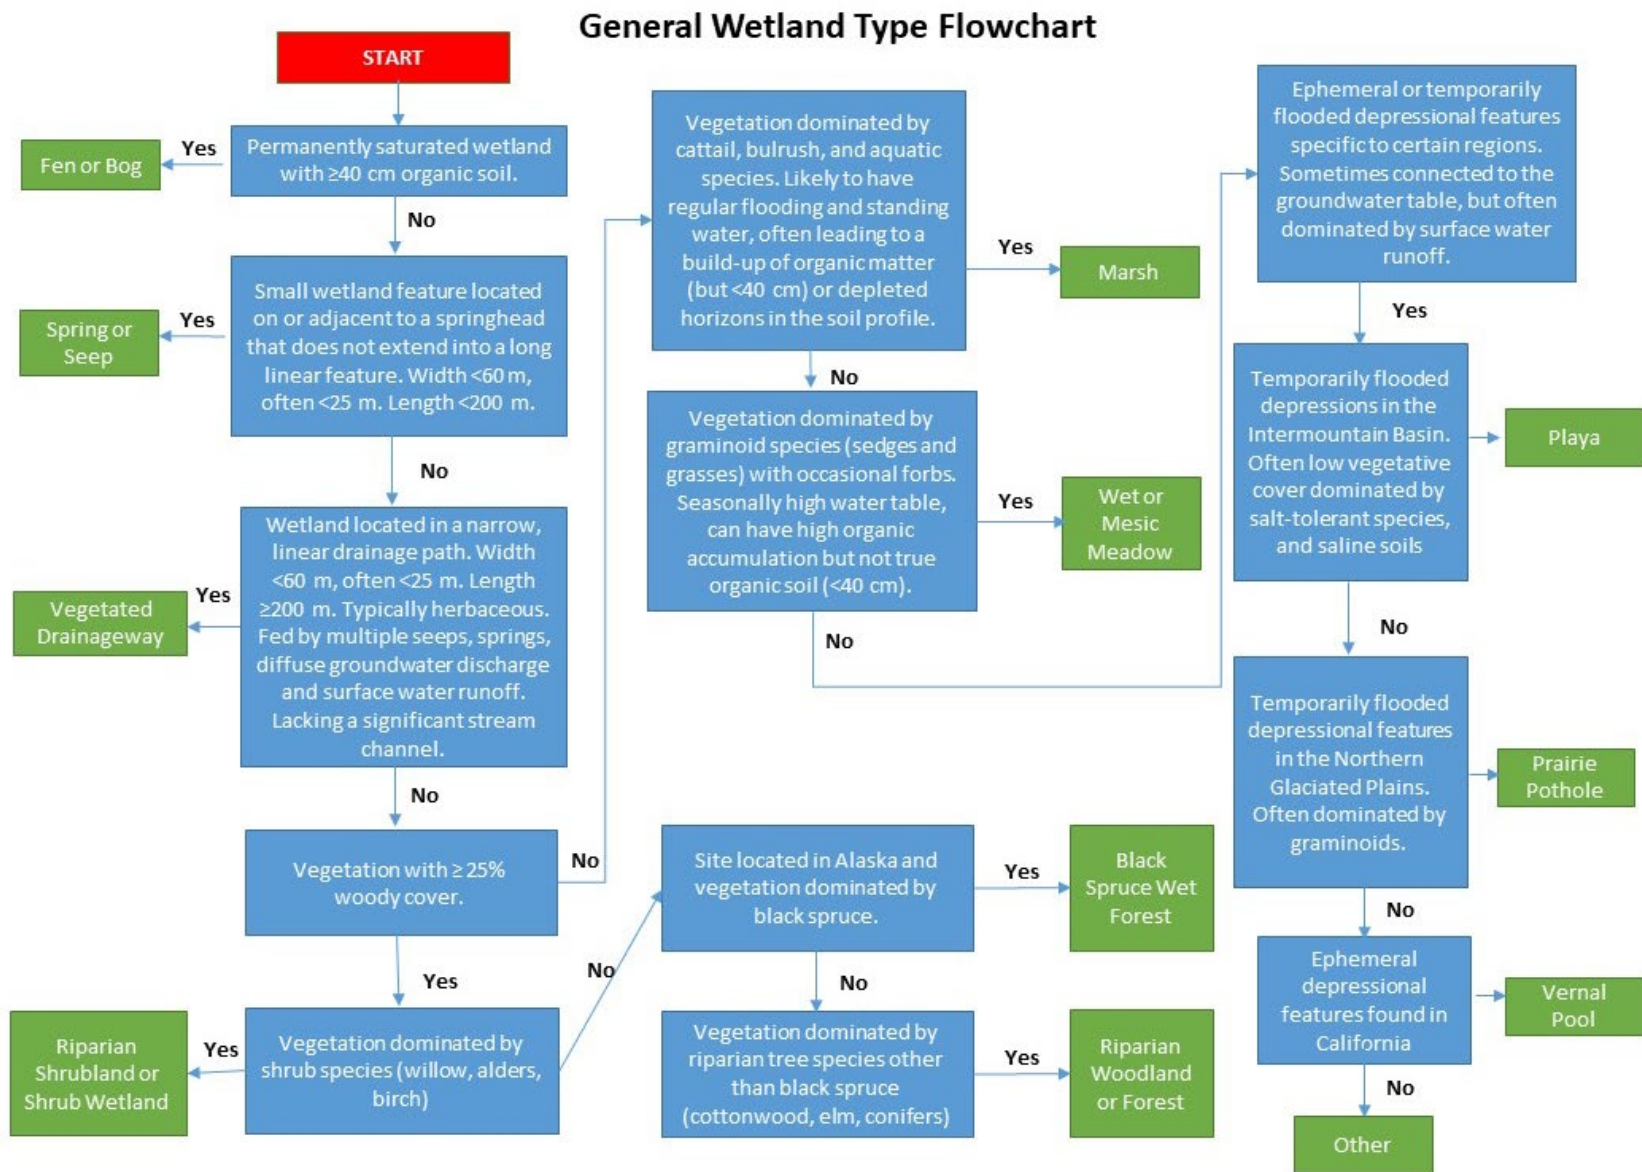 General Wetland Type Flowchart
START
Permanently saturated wetland
with ≥40 cm organic soil.
Yes
Fen or Bog
No
Small wetland feature located
on or adjacent to a springhead
that does not extend into a long
linear feature. Width <60 m,
often <25 m. Length <200 m.
Yes
Spring or
Seep
No
Wetland located in a narrow,
linear drainage path. Width
<60 m, often <25 m. Length
≥200 m. Typically herbaceous.
Fed by multiple seeps, springs,
diffuse groundwater discharge
and surface water runoff.
Lacking a significant stream
channel.
Yes
Vegetated
Drainageway
No
Vegetation with ≥ 25%
woody cover.
No
Yes
Vegetation dominated by
shrub species (willow, alders,
birch)
Yes
Riparian
Shrubland or
Shrub Wetland
No
Vegetation dominated by
cattail, bulrush, and aquatic
species. Likely to have
regular flooding and standing
water, often leading to a
build-up of organic matter
(but <40 cm) or depleted
horizons in the soil profile.
Yes
Marsh
No
Vegetation dominated by
graminoid species (sedges and
grasses) with occasional forbs.
Seasonally high water table,
can have high organic
accumulation but not true
organic soil (<40 cm).
Yes
Wet or
Mesic
Meadow
No
Site located in Alaska and
vegetation dominated by
black spruce.
Yes
Black
Spruce Wet
Forest
No
Vegetation dominated by
riparian tree species other
than black spruce
(cottonwood, elm, conifers)
Yes
Riparian
Woodland
or Forest
Ephemeral or temporarily
flooded depressional features
specific to certain regions.
Sometimes connected to the
groundwater table, but often
dominated by surface water
runoff.
Yes
Temporarily flooded
depressions in the
Intermountain Basin.
Often low vegetative
cover dominated by
salt-tolerant species,
and saline soils
Playa
No
Temporarily flooded
depressional features
in the Northern
Glaciated Plains.
Often dominated by
graminoids.
Prairie
Pothole
No
Ephemeral
depressional
features found in
California
Vernal
Pool
No
Other